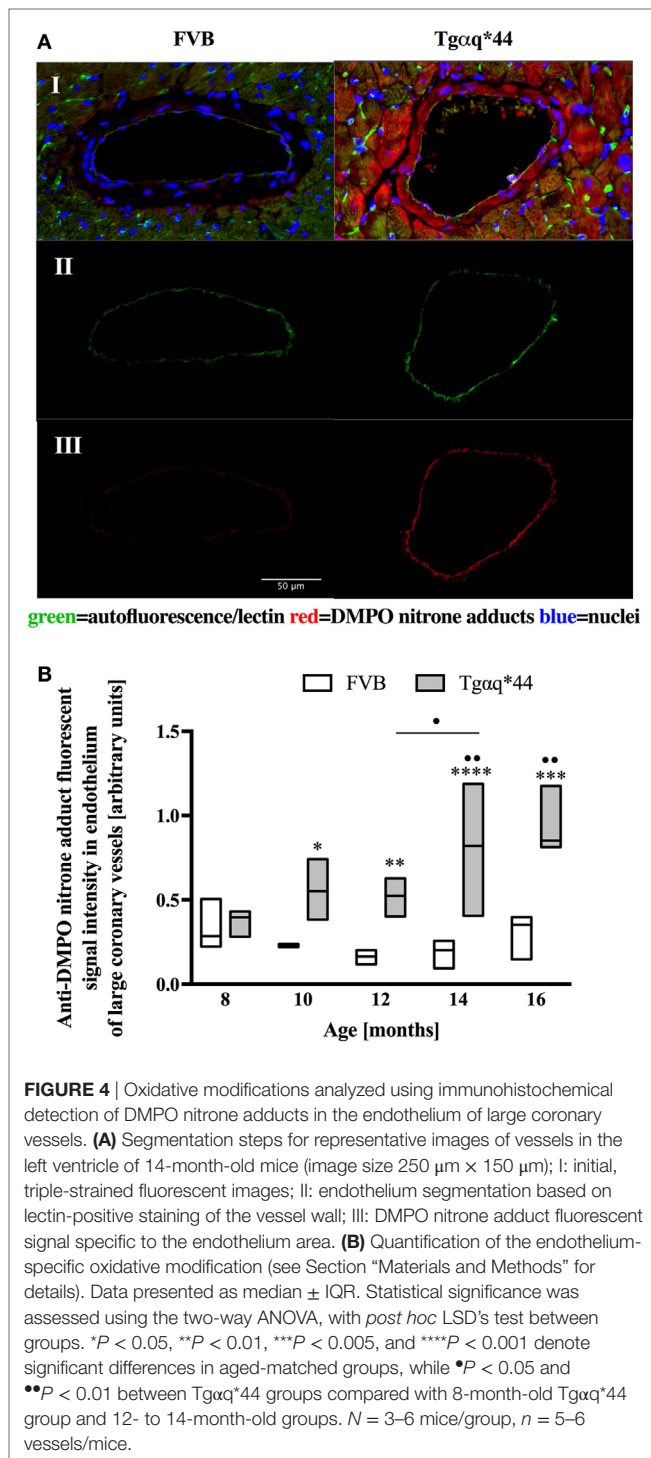 A
FVB
Tgαq*44
I
II
III
50 μm
green=autofluorescence/lectin red=DMPO nitrone adducts blue=nuclei
B
FVB
Tgαq*44
Anti-DMPO nitrone adduct fluorescent
signal intensity in endothelium
of large coronary vessels [arbitrary units]
1.5
1.0
0.5
0.0
•
*
**
••
****
••
***
8
10
12
14
16
Age [months]
FIGURE 4 | Oxidative modifications analyzed using immunohistochemical
detection of DMPO nitrone adducts in the endothelium of large coronary
vessels. (A) Segmentation steps for representative images of vessels in the
left ventricle of 14-month-old mice (image size 250 μm × 150 μm); I: initial,
triple-strained fluorescent images; II: endothelium segmentation based on
lectin-positive staining of the vessel wall; III: DMPO nitrone adduct fluorescent
signal specific to the endothelium area. (B) Quantification of the endothelium-
specific oxidative modification (see Section “Materials and Methods” for
details). Data presented as median ± IQR. Statistical significance was
assessed using the two-way ANOVA, with post hoc LSD’s test between
groups. *P < 0.05, **P < 0.01, ***P < 0.005, and ****P < 0.001 denote
significant differences in aged-matched groups, while •P < 0.05 and
••P < 0.01 between Tgαq*44 groups compared with 8-month-old Tgαq*44
group and 12- to 14-month-old groups. N = 3–6 mice/group, n = 5–6
vessels/mice.